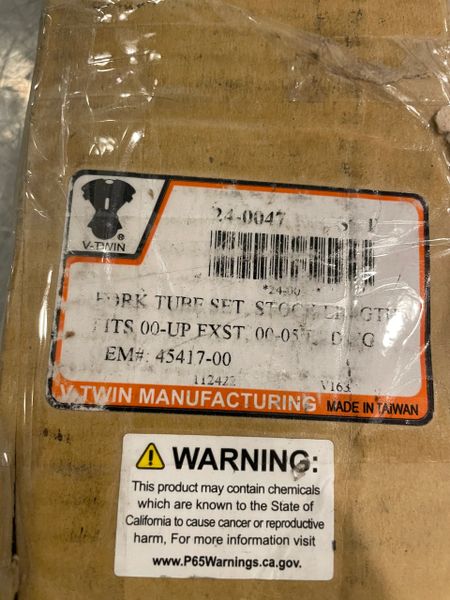 V-TWIN
®
24-0047
*24-00
FORK TUBE SET, STOCK LENGTH
FITS 00-UP FXST, 00-05
EM#: 45417-00
112422 V163
V-TWIN MANUFACTURING MADE IN TAIWAN
WARNING:
This product may contain chemicals
which are known to the State of
California to cause cancer or reproductive
harm, For more information visit
www.P65Warnings.ca.gov.